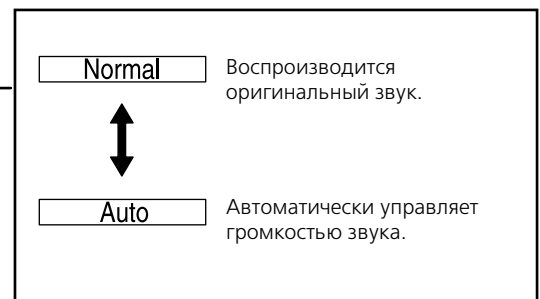 Normal
Воспроизводится
оригинальный звук.
Auto
Автоматически управляет
громкостью звука.